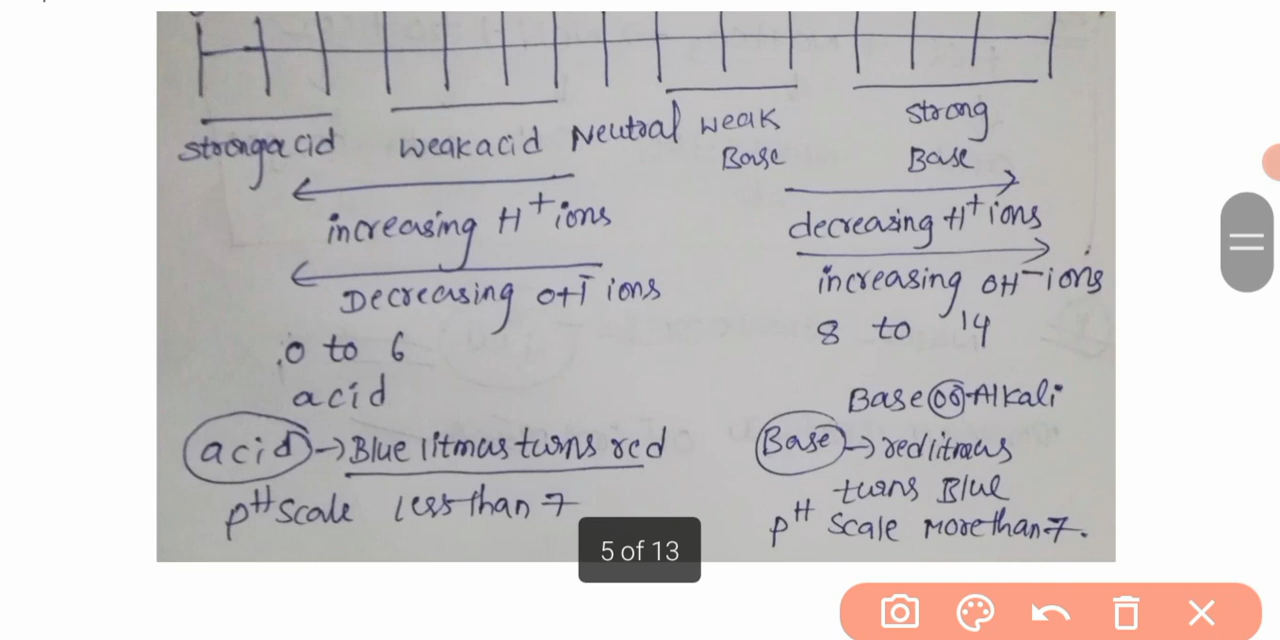 strongacid weakacid Neutral weak Base strong Base
increasing H+ions decreasing H+ions
Decreasing OH- ions increasing OH-ions
0 to 6 8 to 14
acid Base or Alkali
acid → Blue litmus turns red Base → redlitmus
turns Blue
pH scale less than 7 pH scale more than 7.
5 of 13